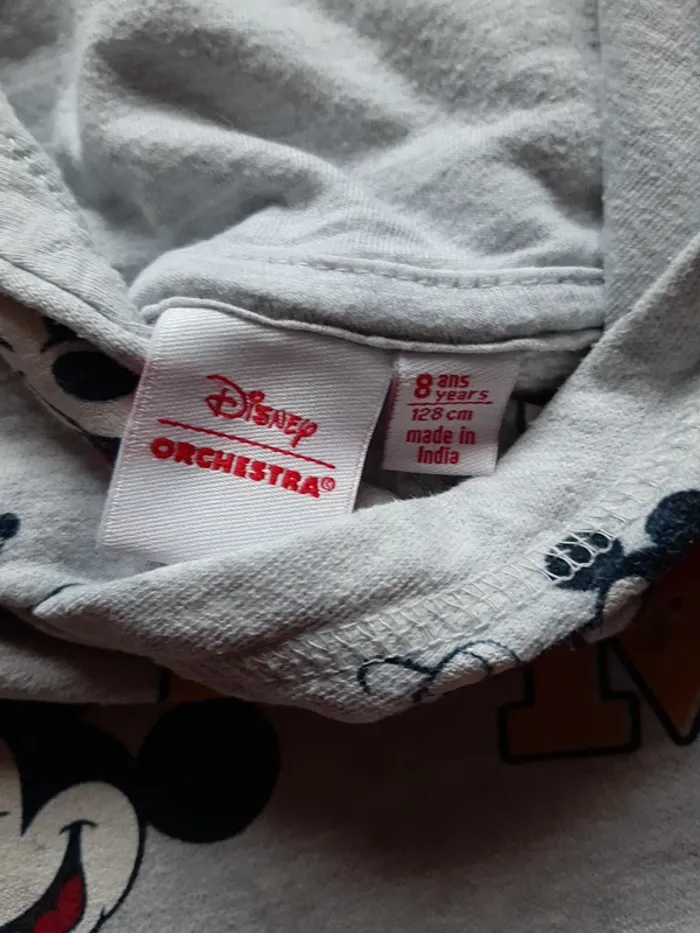 Disney
ORCHESTRA®
8 ans
years
128 cm
made in
India
M